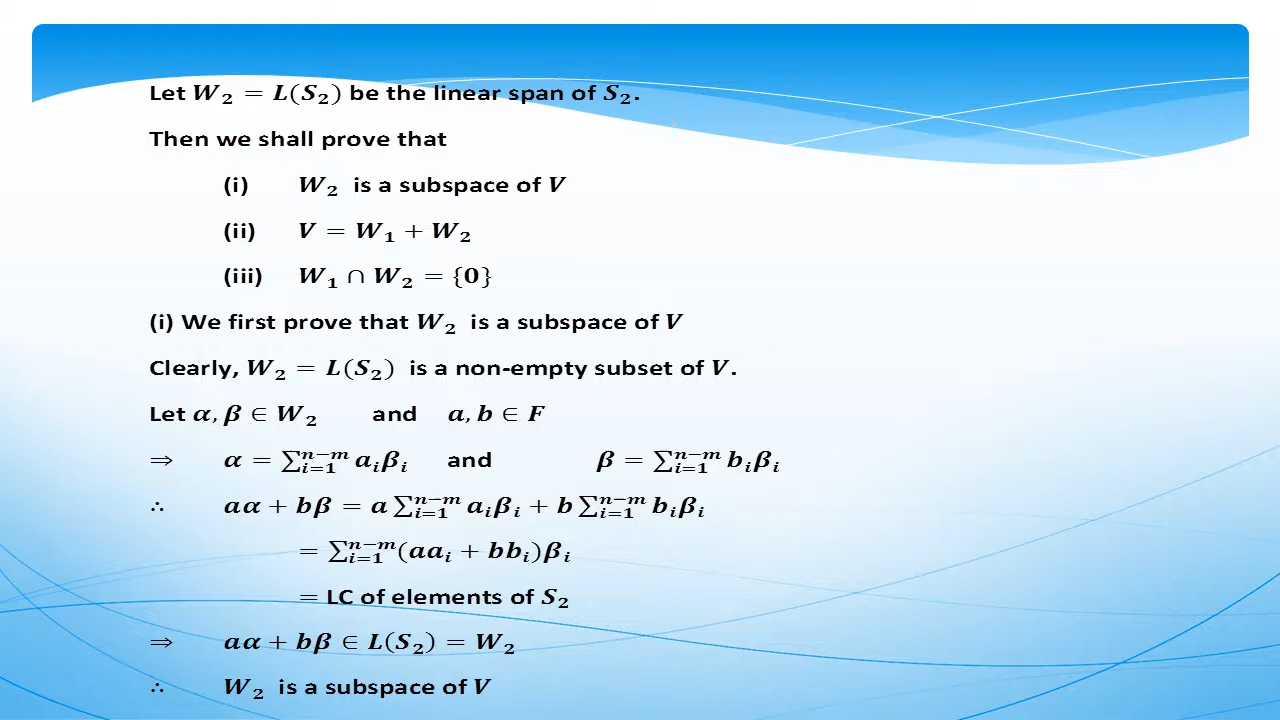 Let W₂ = L(S₂) be the linear span of S₂.
Then we shall prove that
(i) W₂ is a subspace of V
(ii) V = W₁ + W₂
(iii) W₁ ∩ W₂ = {0}
(i) We first prove that W₂ is a subspace of V
Clearly, W₂ = L(S₂) is a non-empty subset of V.
Let α, β ∈ W₂ and a, b ∈ F
⇒ α = ∑ᵢ₌₁ⁿ⁻ᵐ aᵢβᵢ and β = ∑ᵢ₌₁ⁿ⁻ᵐ bᵢβᵢ
∴ aα + bβ = a ∑ᵢ₌₁ⁿ⁻ᵐ aᵢβᵢ + b ∑ᵢ₌₁ⁿ⁻ᵐ bᵢβᵢ
= ∑ᵢ₌₁ⁿ⁻ᵐ(aaᵢ + bbᵢ)βᵢ
= LC of elements of S₂
⇒ aα + bβ ∈ L(S₂) = W₂
∴ W₂ is a subspace of V